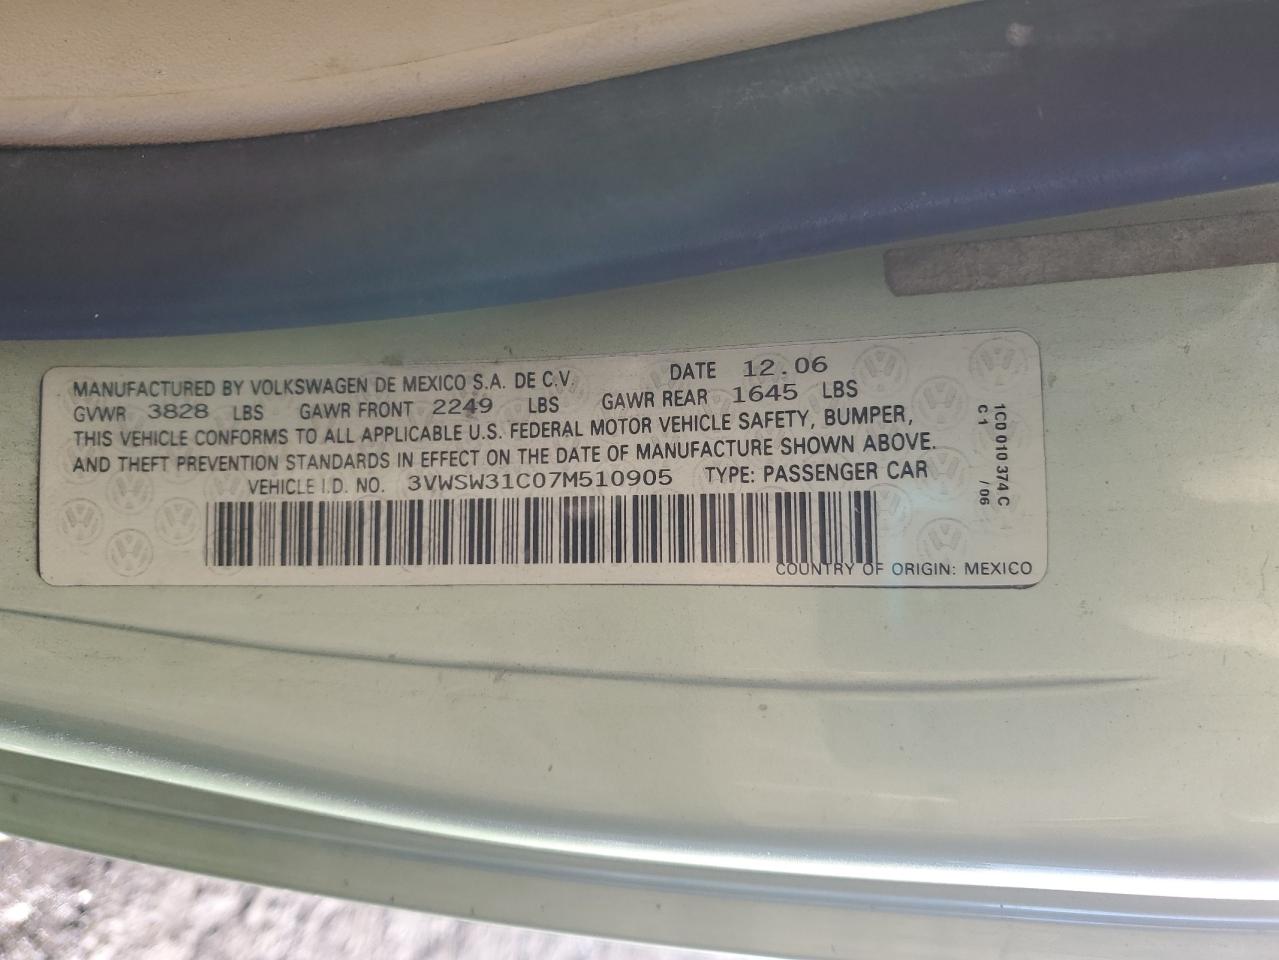 MANUFACTURED BY VOLKSWAGEN DE MEXICO S.A. DE C.V. DATE 12.06
GVWR 3828 LBS GAWR FRONT 2249 LBS GAWR REAR 1645 LBS
THIS VEHICLE CONFORMS TO ALL APPLICABLE U.S. FEDERAL MOTOR VEHICLE SAFETY, BUMPER,
AND THEFT PREVENTION STANDARDS IN EFFECT ON THE DATE OF MANUFACTURE SHOWN ABOVE.
VEHICLE I.D. NO. 3VWSW31C07M510905 TYPE: PASSENGER CAR
COUNTRY OF ORIGIN: MEXICO
1C0 010 374 C
C 1 / 06